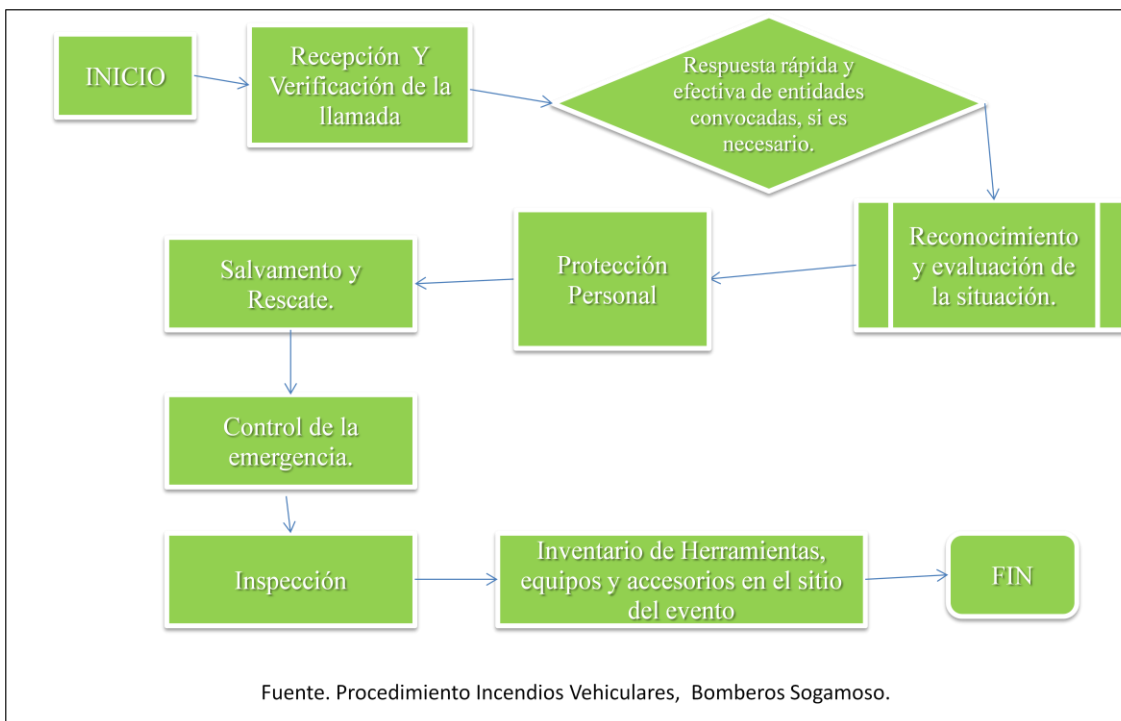 INICIO
Recepción Y
Verificación de la
llamada
Respuesta rápida y
efectiva de entidades
convocadas, si es
necesario.
Reconocimiento
y evaluación de
la situación.
Protección
Personal
Salvamento y
Rescate.
Control de la
emergencia.
Inspección
Inventario de Herramientas,
equipos y accesorios en el sitio
del evento
FIN
Fuente. Procedimiento Incendios Vehiculares, Bomberos Sogamoso.